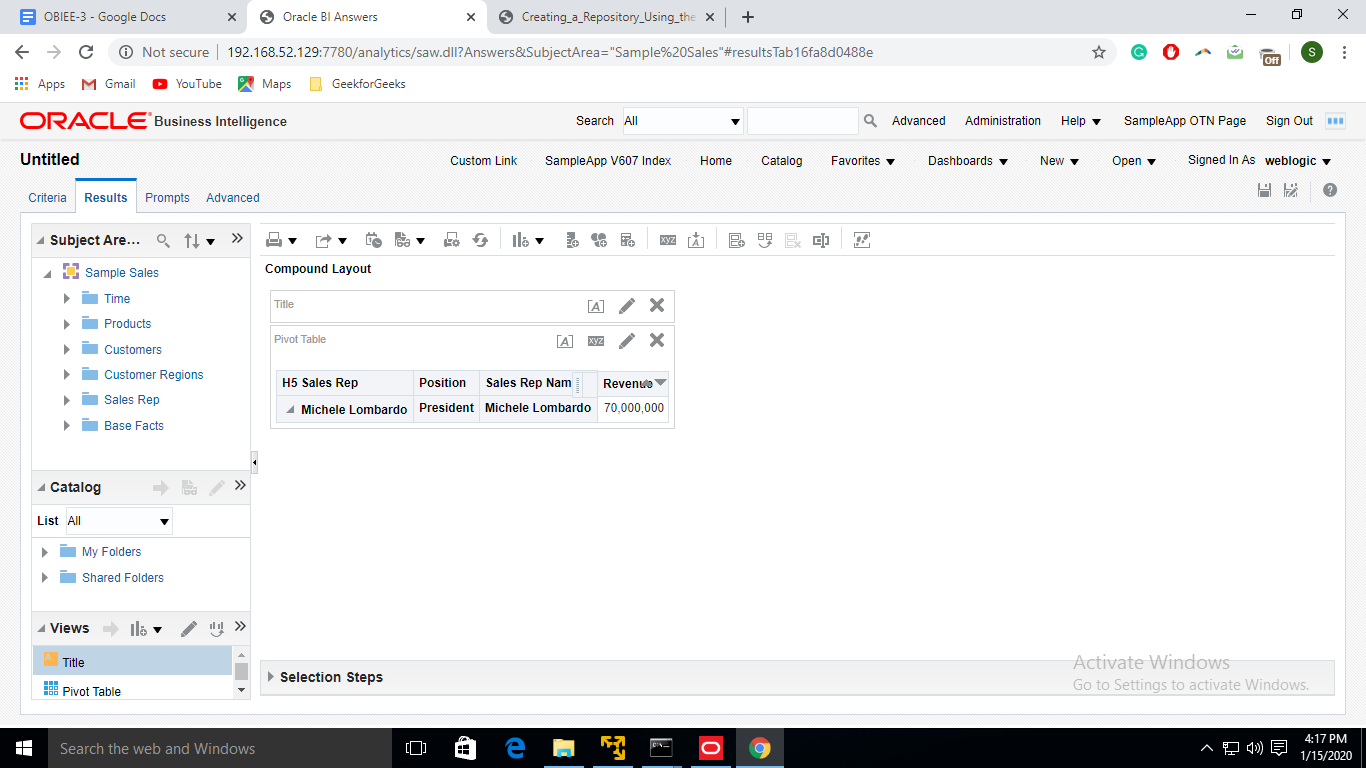 OBIEE-3 - Google Docs
Oracle BI Answers
Creating_a_Repository_Using_the
Not secure
192.168.52.129:7780/analytics/saw.dll?Answers&SubjectArea="Sample%20Sales"#resultsTab16fa8d0488e
Off
S
Apps
Gmail
YouTube
Maps
GeekforGeeks
ORACLE Business Intelligence
Search
All
Advanced
Administration
Help
SampleApp OTN Page
Sign Out
Untitled
Custom Link
SampleApp V607 Index
Home
Catalog
Favorites
Dashboards
New
Open
Signed In As weblogic
Criteria
Results
Prompts
Advanced
Subject Are...
Sample Sales
Time
Products
Customers
Customer Regions
Sales Rep
Base Facts
Catalog
List All
My Folders
Shared Folders
Views
Title
Pivot Table
xyz
Compound Layout
Title
Pivot Table
xyz
H5 Sales Rep Position Sales Rep Nam Revenue
Michele Lombardo President Michele Lombardo 70,000,000
Selection Steps
Activate Windows
Go to Settings to activate Windows.
Search the web and Windows
4:17 PM
1/15/2020